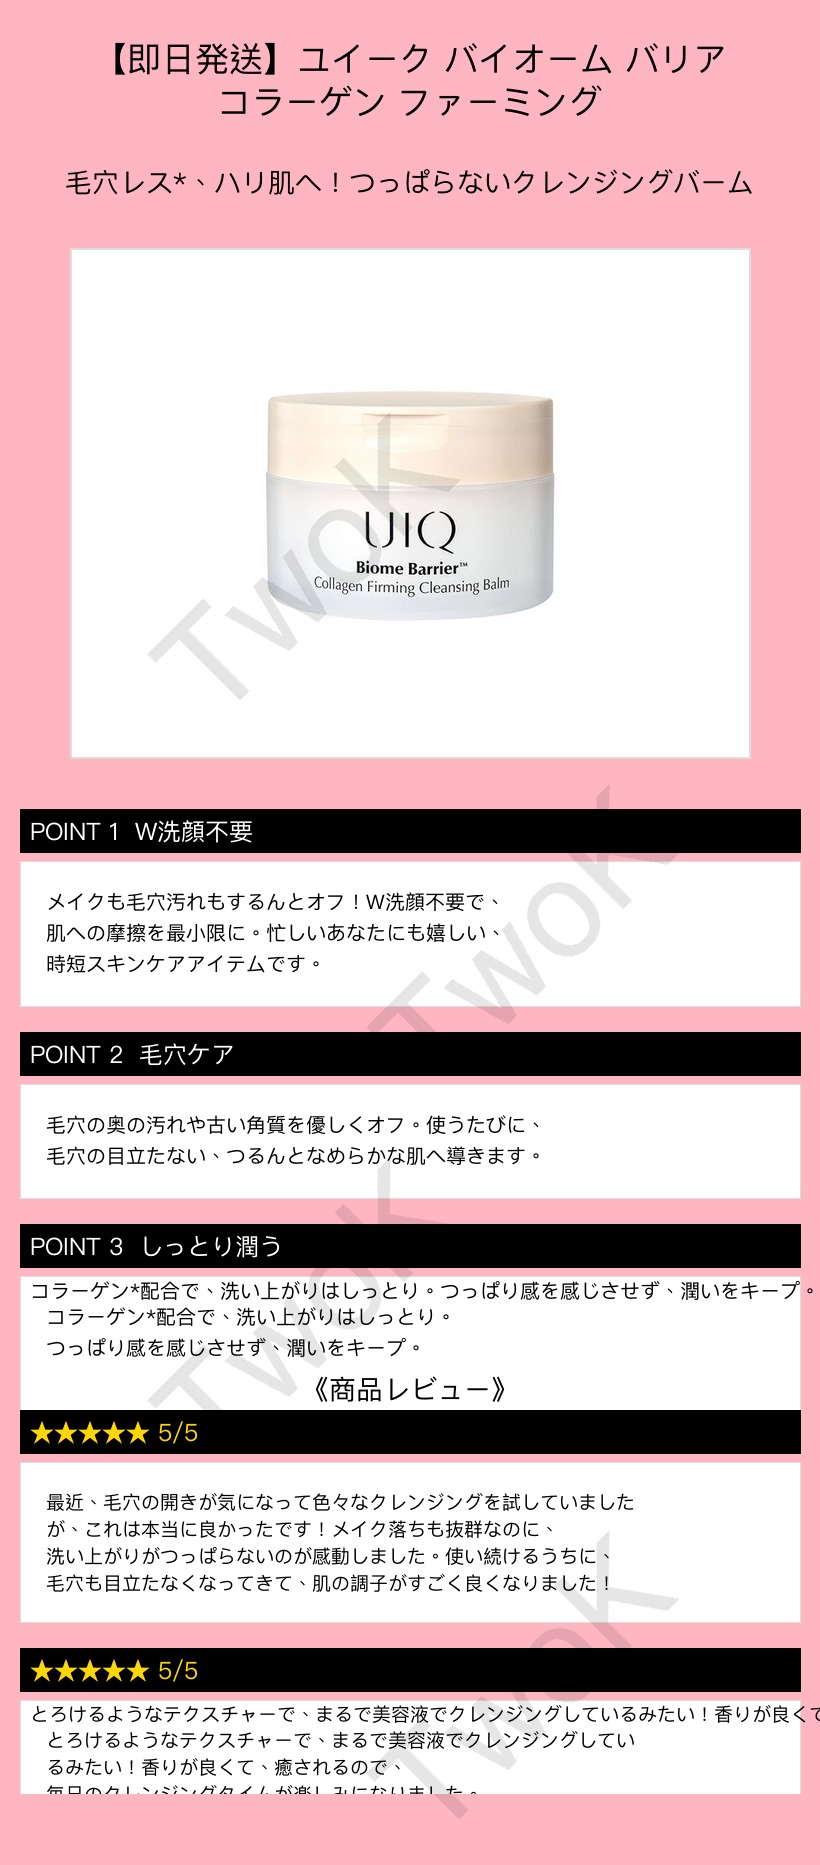 【即日発送】ユイーク バイオーム バリア
コラーゲン ファーミング
毛穴レス*、ハリ肌へ！つっぱらないクレンジングバーム
UIQ
Biome Barrier™
Collagen Firming Cleansing Balm
TwoK
POINT 1 W洗顔不要
メイクも毛穴汚れもするんとオフ！W洗顔不要で、
肌への摩擦を最小限に。忙しいあなたにも嬉しい、
時短スキンケアアイテムです。
TwoK
POINT 2 毛穴ケア
毛穴の奥の汚れや古い角質を優しくオフ。使うたびに、
毛穴の目立たない、つるんとなめらかな肌へ導きます。
POINT 3 しっとり潤う
コラーゲン*配合で、洗い上がりはしっとり。つっぱり感を感じさせず、潤いをキープ。
コラーゲン*配合で、洗い上がりはしっとり。
つっぱり感を感じさせず、潤いをキープ。
TwoK
《商品レビュー》
★★★★★ 5/5
最近、毛穴の開きが気になって色々なクレンジングを試していました
が、これは本当に良かったです！メイク落ちも抜群なのに、
洗い上がりがつっぱらないのが感動しました。使い続けるうちに、
毛穴も目立たなくなってきて、肌の調子がすごく良くなりました！
★★★★★ 5/5
とろけるようなテクスチャーで、まるで美容液でクレンジングしているみたい！香りが良くて
とろけるようなテクスチャーで、まるで美容液でクレンジングしてい
るみたい！香りが良くて、癒されるので、
毎日のクレンジングタイムが楽しみになりました。
TwoK